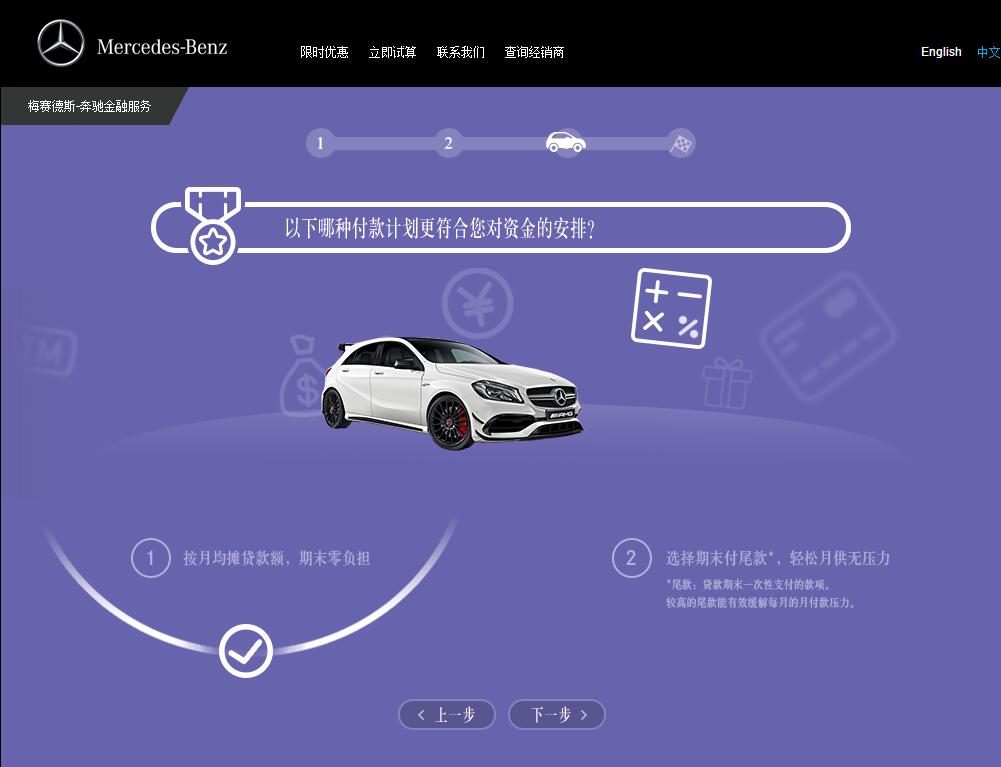 Mercedes-Benz
限时优惠 立即试算 联系我们 查询经销商
English 中文
梅赛德斯-奔驰金融服务
1 2
以下哪种付款计划更符合您对资金的安排?
¥
+ − × %
TM
$
AMG
1 按月均摊贷款额，期末零负担
2 选择期末付尾款*，轻松月供无压力
*尾款：贷款期末一次性支付的款项。
较高的尾款能有效缓解每月的月付款压力。
< 上一步 下一步 >